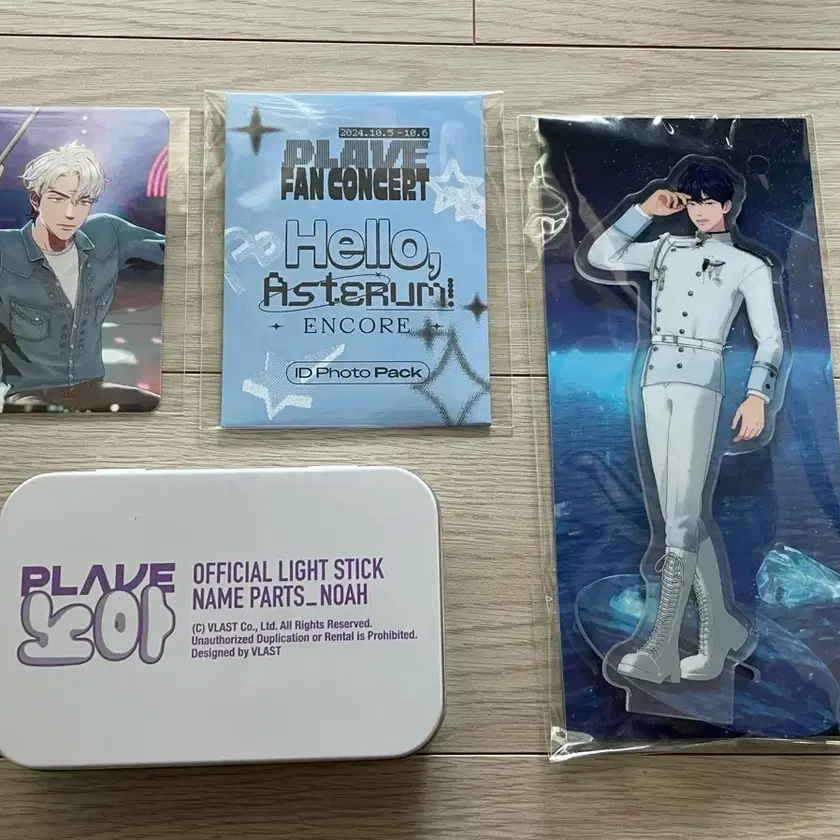 2024.10.5-10.6
PLAVE
FAN CONCERT
Hello,
Asterum!
ENCORE
ID Photo Pack
PLAVE
노아
OFFICIAL LIGHT STICK
NAME PARTS_NOAH
(C) VLAST Co., Ltd. All Rights Reserved.
Unauthorized Duplication or Rental is Prohibited.
Designed by VLAST